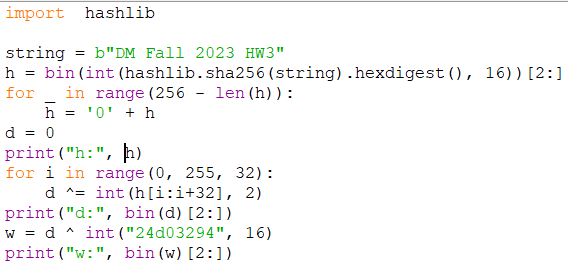 import  hashlib

string = b"DM Fall 2023 HW3"
h = bin(int(hashlib.sha256(string).hexdigest(), 16))[2:]
for _ in range(256 - len(h)):
    h = '0' + h
d = 0
print("h:", h)
for i in range(0, 255, 32):
    d ^= int(h[i:i+32], 2)
print("d:", bin(d)[2:])
w = d ^ int("24d03294", 16)
print("w:", bin(w)[2:])